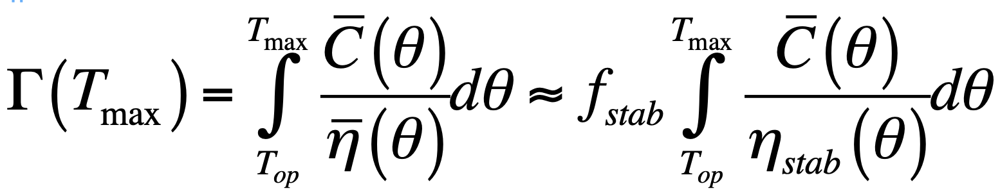 Γ(T_max) = ∫_{T_op}^{T_max} C̅(θ)/η̅(θ) dθ ≈ f_stab ∫_{T_op}^{T_max} C̅(θ)/η_stab(θ) dθ